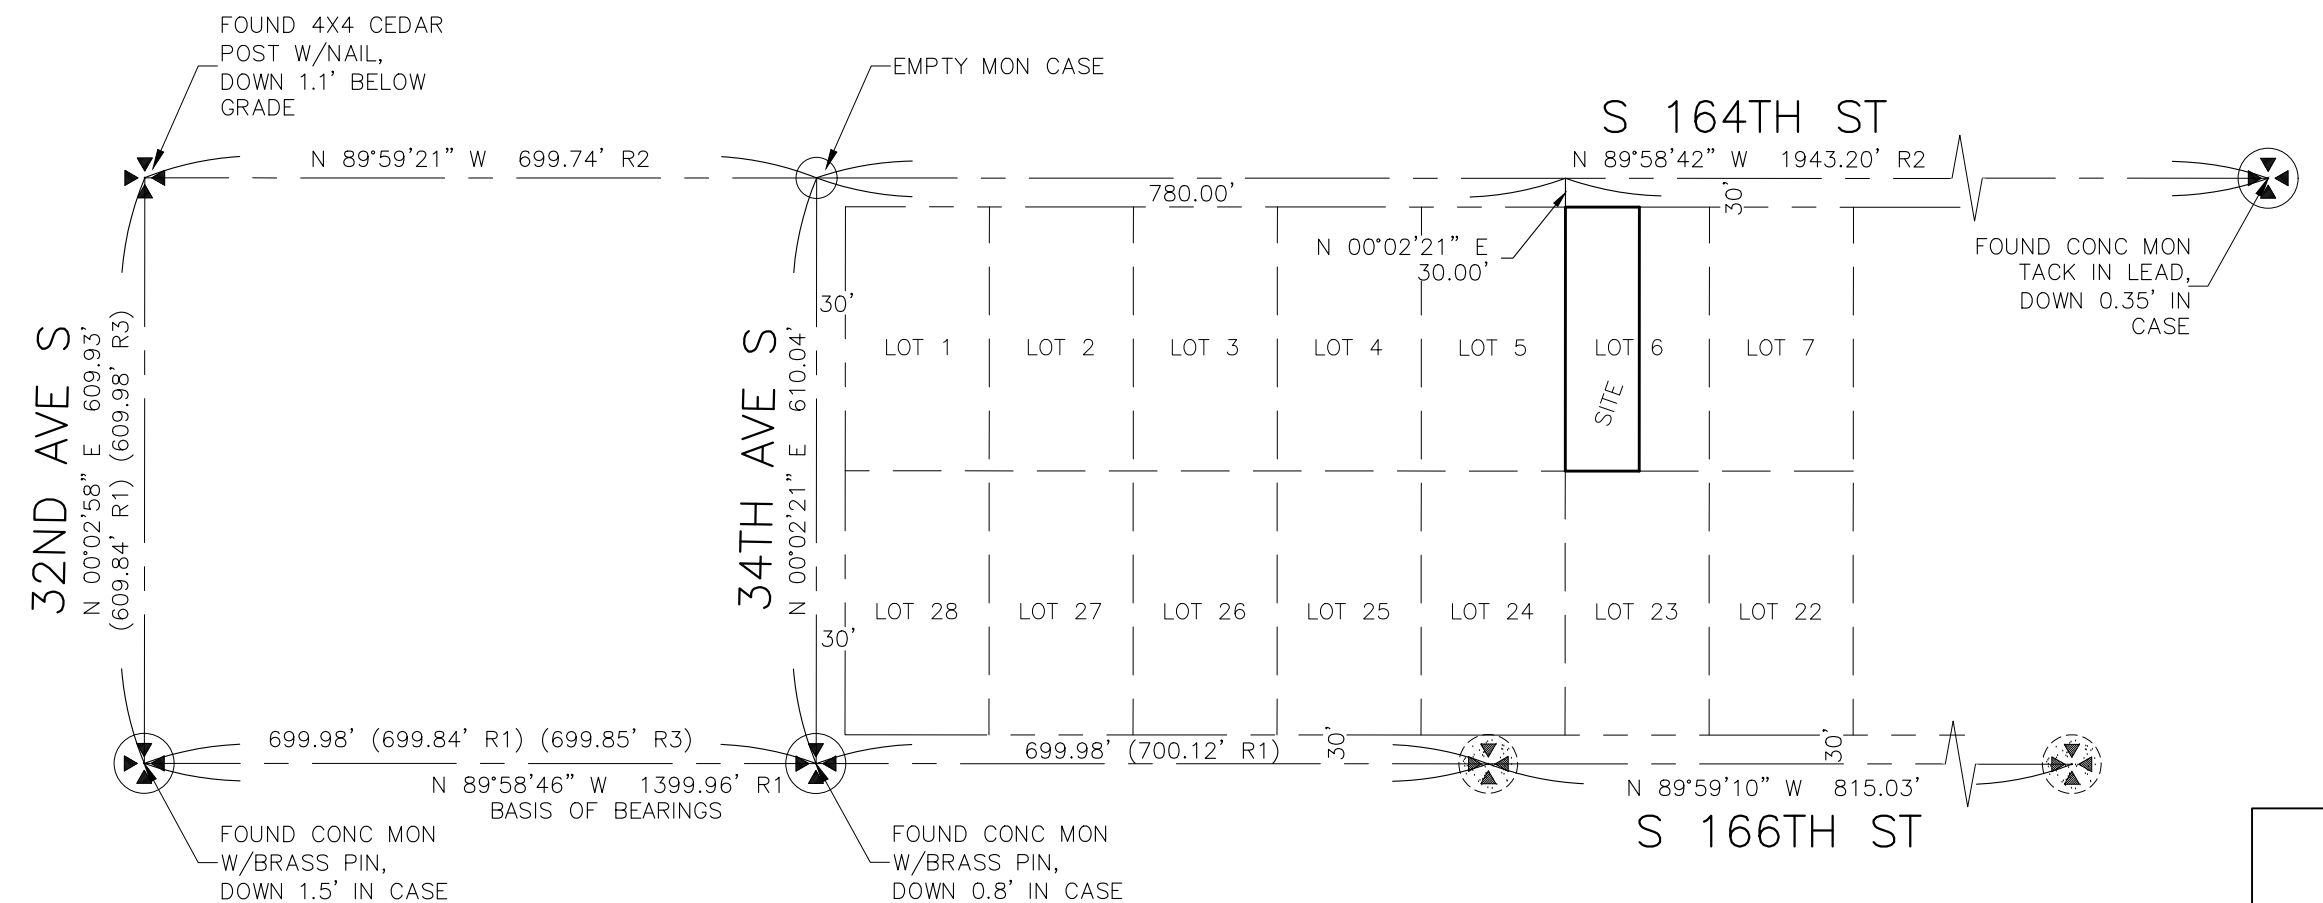 FOUND 4X4 CEDAR
POST W/NAIL,
DOWN 1.1' BELOW
GRADE
EMPTY MON CASE
S 164TH ST
N 89°59'21" W 699.74' R2
N 89°58'42" W 1943.20' R2
780.00'
30'
N 00°02'21" E
30.00'
FOUND CONC MON
TACK IN LEAD,
DOWN 0.35' IN
CASE
32ND AVE S
N 00°02'58" E 609.93'
(609.84' R1) (609.98' R3)
34TH AVE S
N 00°02'21" E 610.04'
30'
LOT 1
LOT 2
LOT 3
LOT 4
LOT 5
LOT 6
LOT 7
SITE
LOT 28
LOT 27
LOT 26
LOT 25
LOT 24
LOT 23
LOT 22
30'
699.98' (699.84' R1) (699.85' R3)
699.98' (700.12' R1)
30'
30'
N 89°58'46" W 1399.96' R1
BASIS OF BEARINGS
N 89°59'10" W 815.03'
S 166TH ST
FOUND CONC MON
W/BRASS PIN,
DOWN 1.5' IN CASE
FOUND CONC MON
W/BRASS PIN,
DOWN 0.8' IN CASE